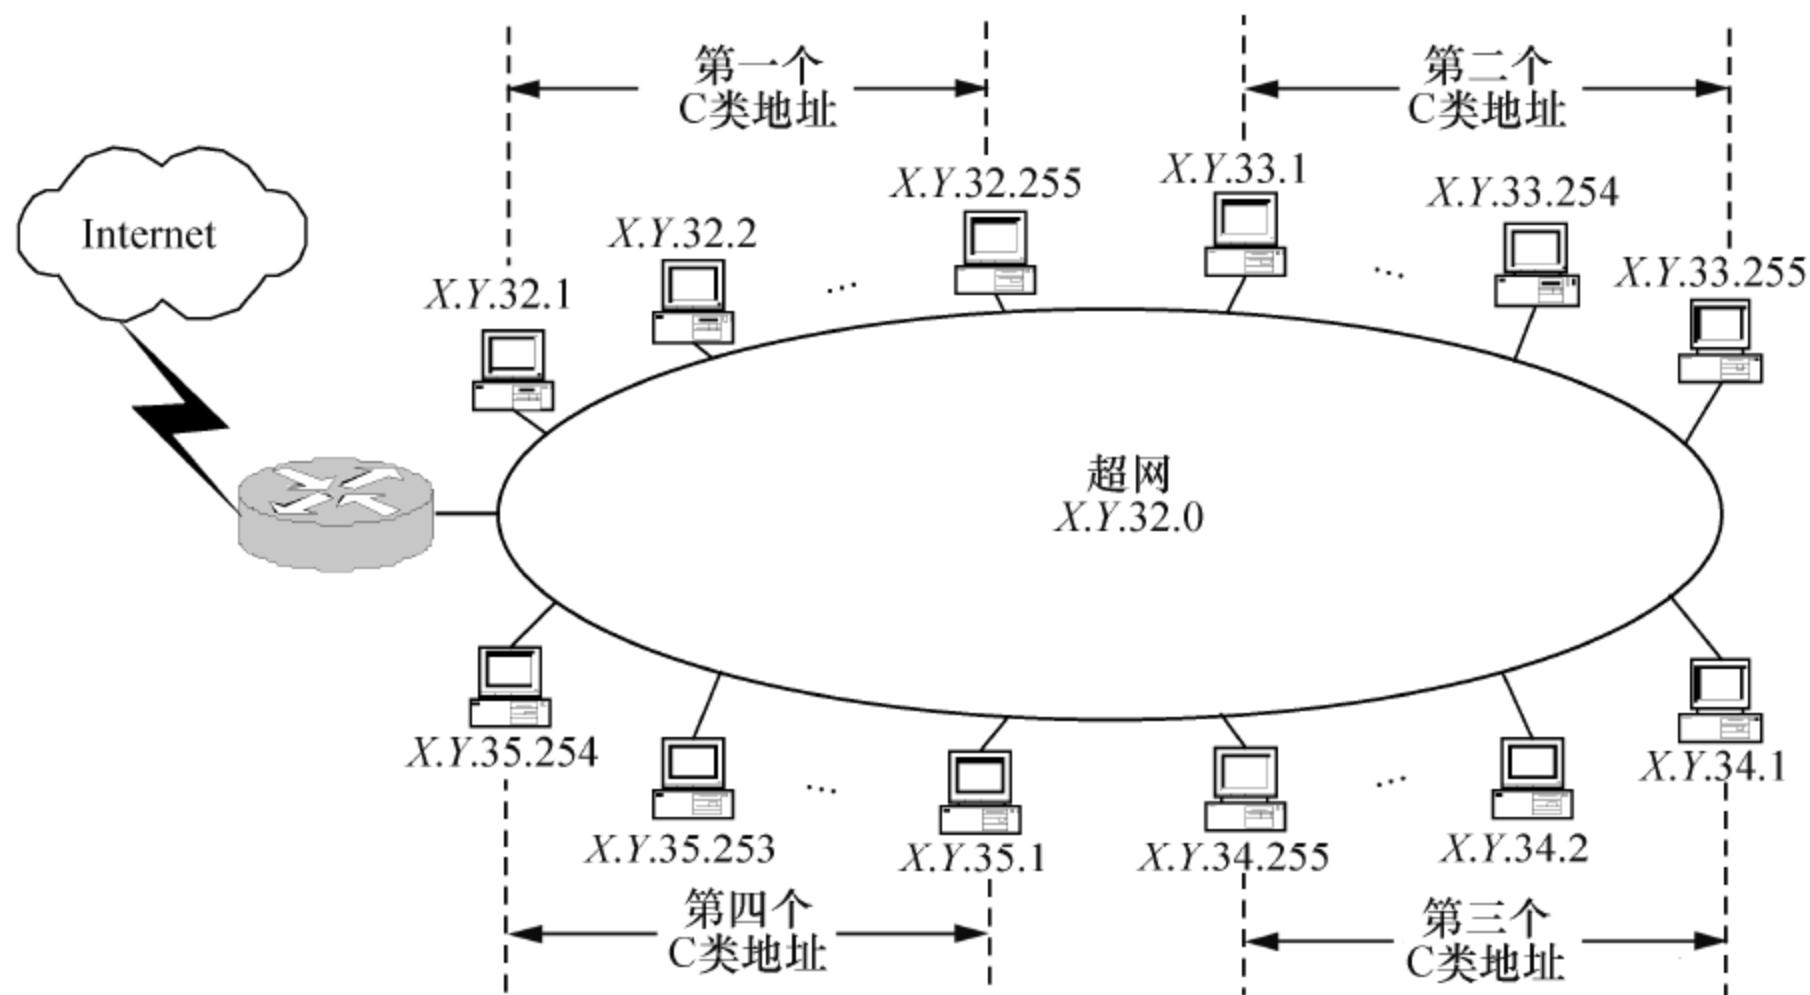 第一个
C类地址
第二个
C类地址
X.Y.32.255
X.Y.33.1
X.Y.33.254
X.Y.32.2
Internet
X.Y.33.255
X.Y.32.1
...
...
超网
X.Y.32.0
X.Y.35.254
X.Y.34.1
...
...
X.Y.35.253
X.Y.35.1
X.Y.34.255
X.Y.34.2
第四个
C类地址
第三个
C类地址